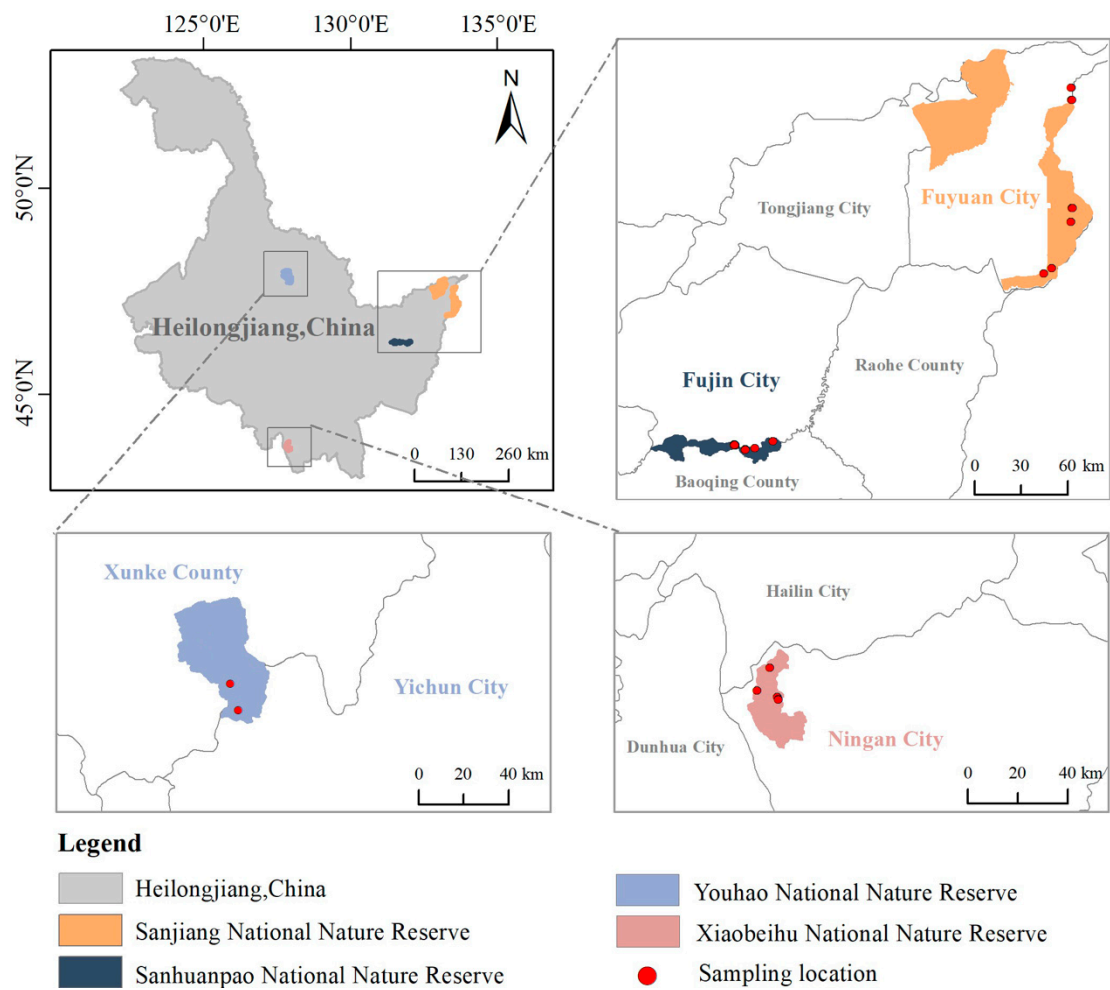 125°0'E 130°0'E 135°0'E
N
50°0'N
45°0'N
Heilongjiang,China
0 130 260 km
Tongjiang City
Fuyuan City
Fujin City
Raohe County
Baoqing County
0 30 60 km
Xunke County
Yichun City
0 20 40 km
Hailin City
Dunhua City
Ningan City
0 20 40 km
Legend
Heilongjiang,China
Sanjiang National Nature Reserve
Sanhuanpao National Nature Reserve
Youhao National Nature Reserve
Xiaobeihu National Nature Reserve
Sampling location